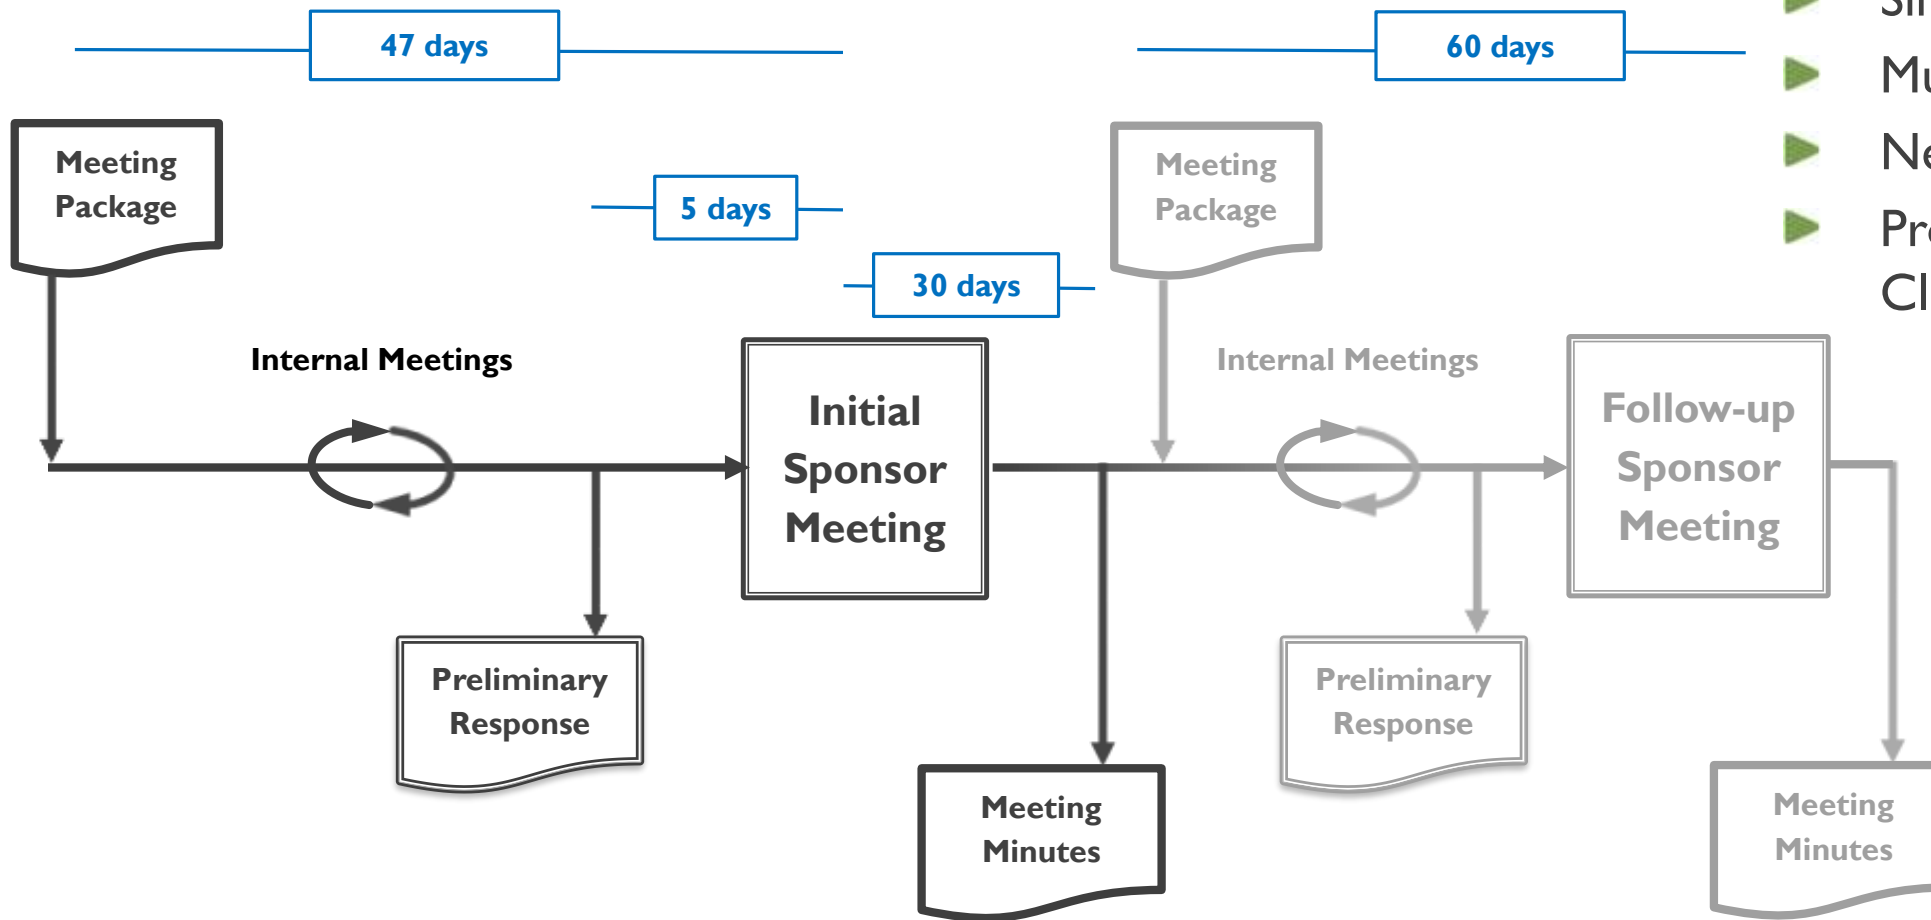 47 days
60 days
Meeting
Package
5 days
30 days
Meeting
Package
Internal Meetings
Initial
Sponsor
Meeting
Internal Meetings
Follow-up
Sponsor
Meeting
Preliminary
Response
Meeting
Minutes
Preliminary
Response
Meeting
Minutes